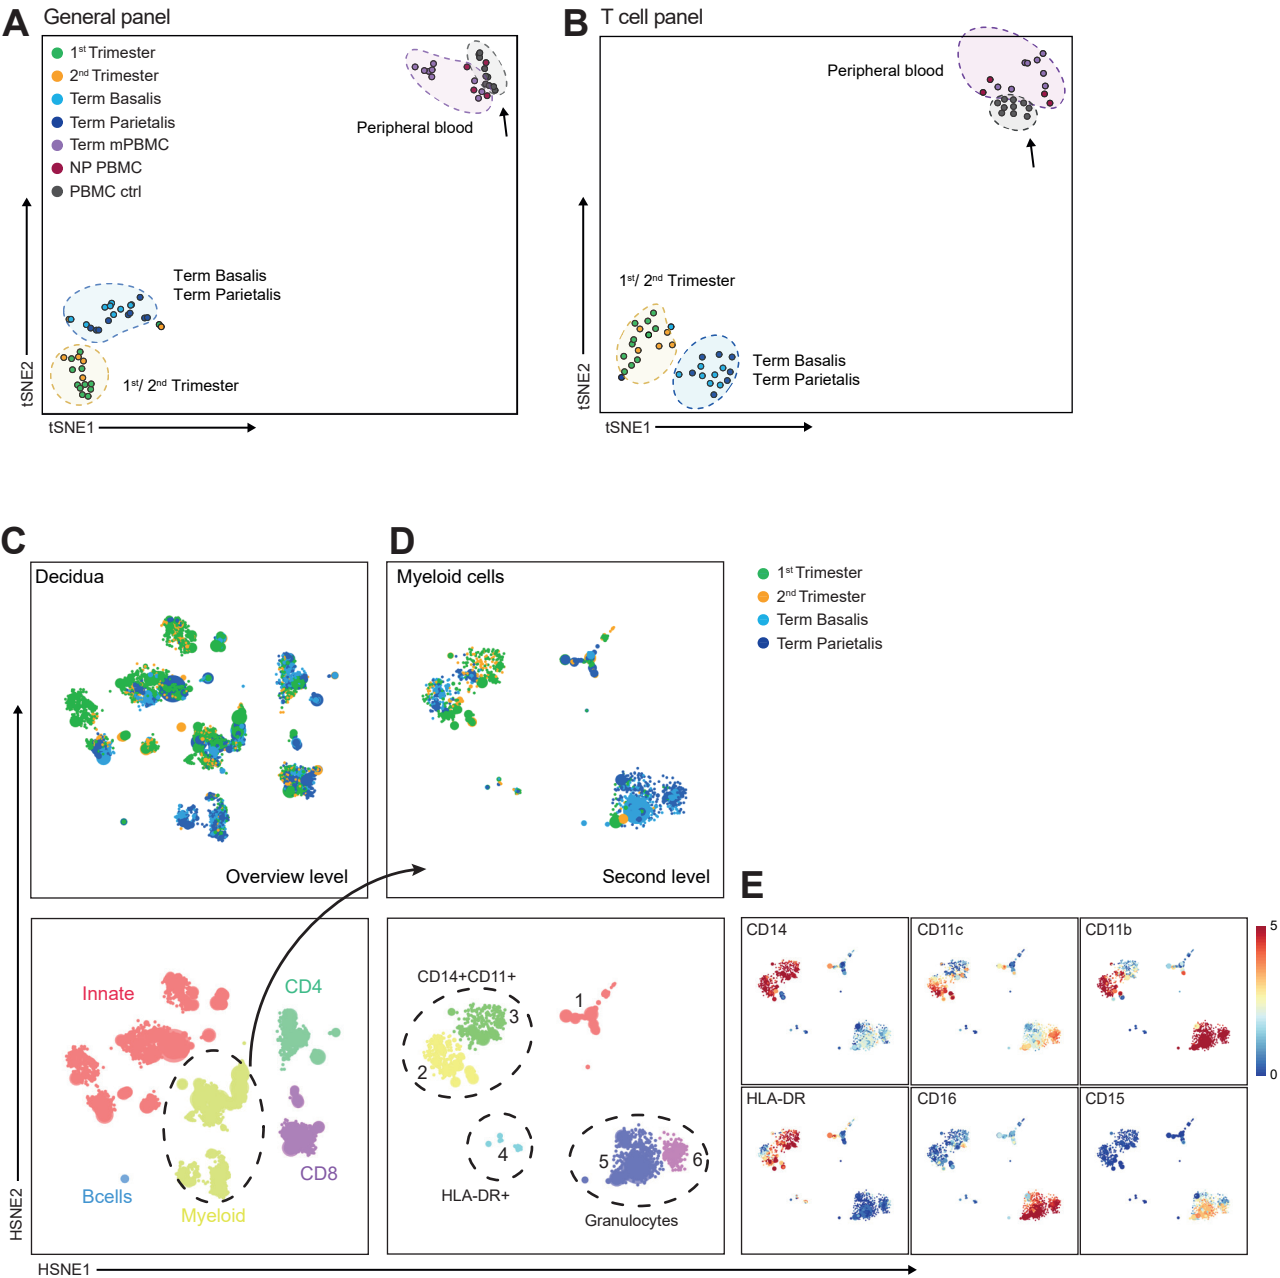 A General panel
1st Trimester
2nd Trimester
Term Basalis
Term Parietalis
Term mPBMC
NP PBMC
PBMC ctrl
Peripheral blood
Term Basalis
Term Parietalis
1st/ 2nd Trimester
tSNE2
tSNE1
B T cell panel
Peripheral blood
1st/ 2nd Trimester
Term Basalis
Term Parietalis
tSNE2
tSNE1
C
Decidua
Overview level
Innate
CD4
CD8
Bcells
Myeloid
HSNE2
HSNE1
D
Myeloid cells
Second level
1st Trimester
2nd Trimester
Term Basalis
Term Parietalis
CD14+CD11+
1
3
2
4
HLA-DR+
5
6
Granulocytes
E
CD14
CD11c
CD11b
HLA-DR
CD16
CD15
5
0